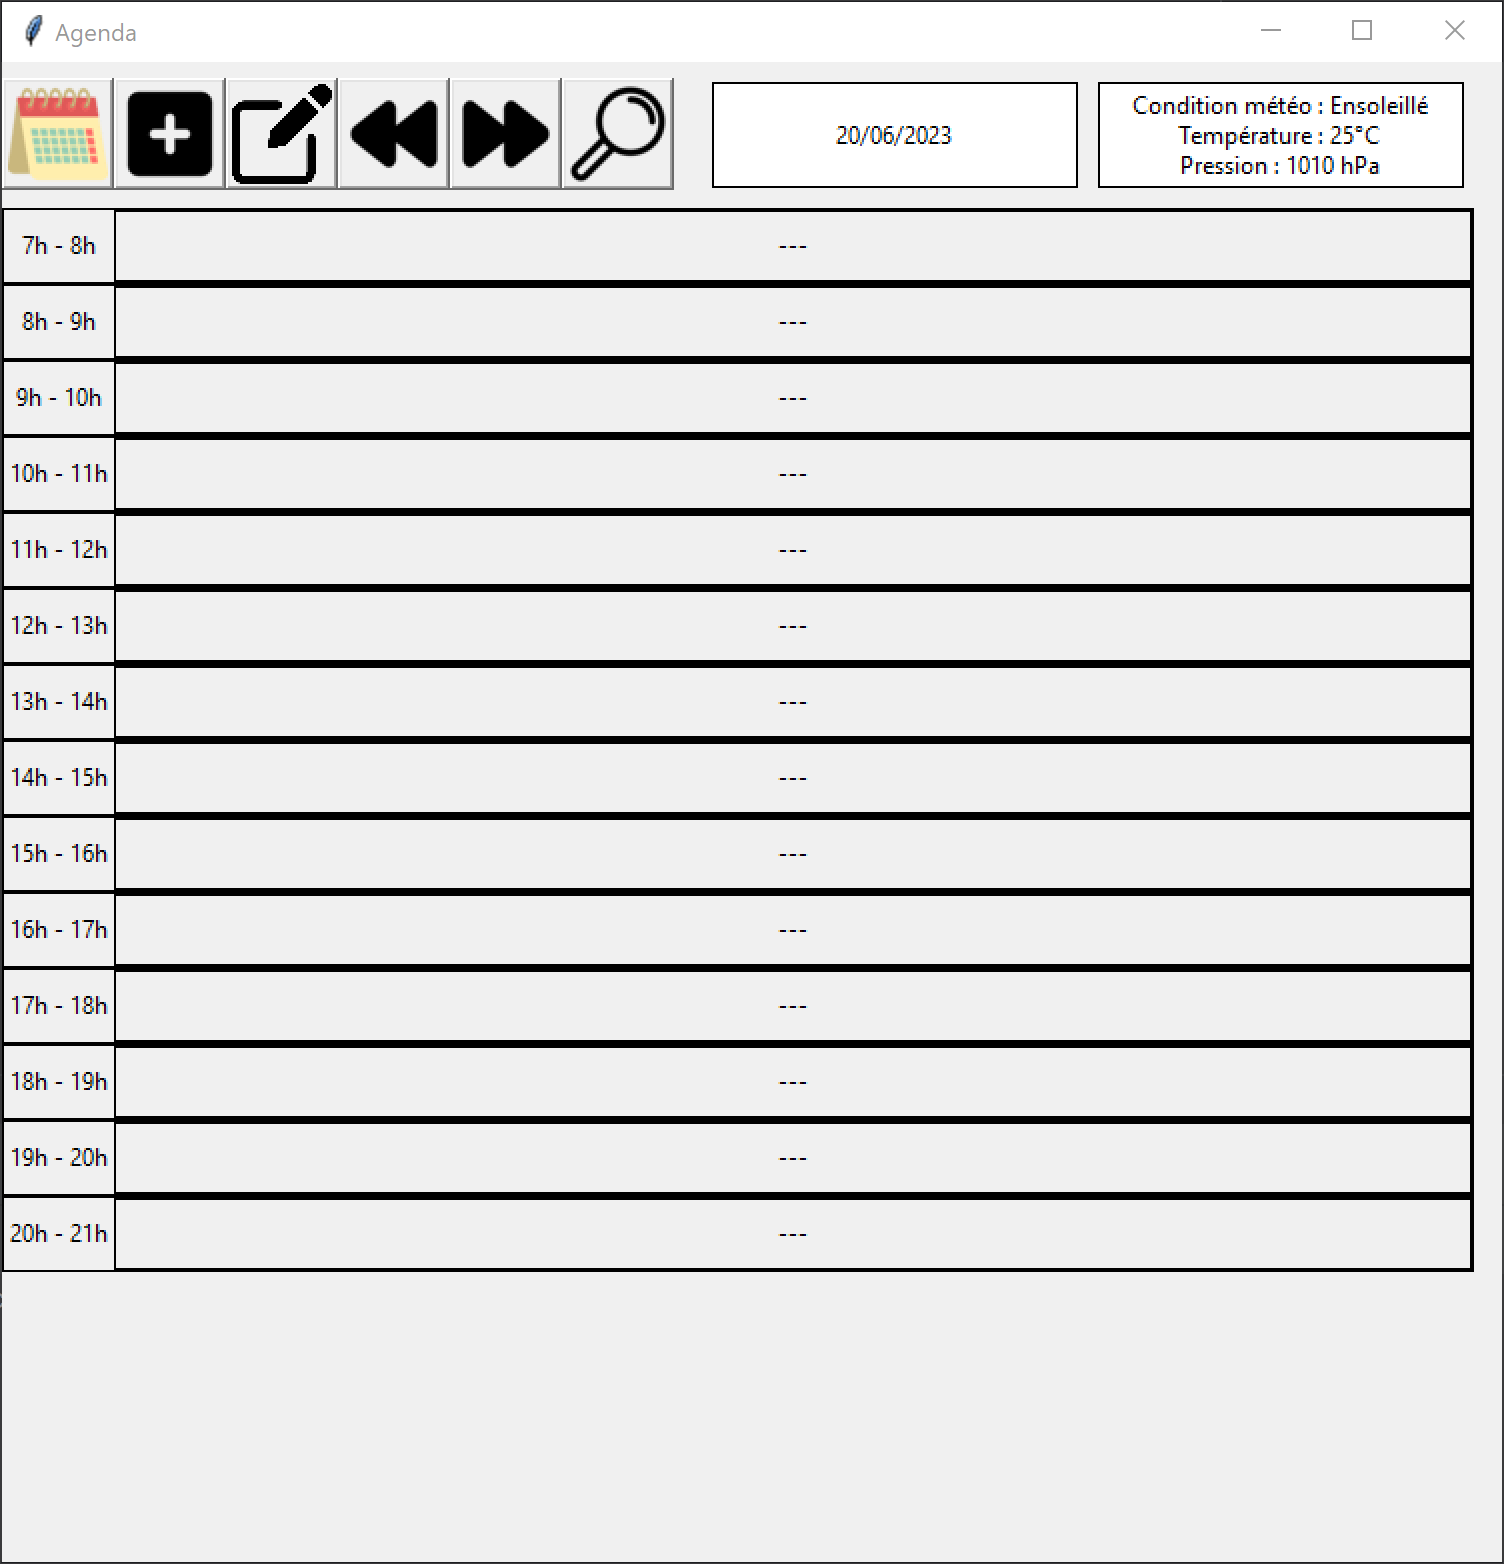 Agenda
20/06/2023
Condition météo : Ensoleillé
Température : 25°C
Pression : 1010 hPa
7h - 8h ---
8h - 9h ---
9h - 10h ---
10h - 11h ---
11h - 12h ---
12h - 13h ---
13h - 14h ---
14h - 15h ---
15h - 16h ---
16h - 17h ---
17h - 18h ---
18h - 19h ---
19h - 20h ---
20h - 21h ---